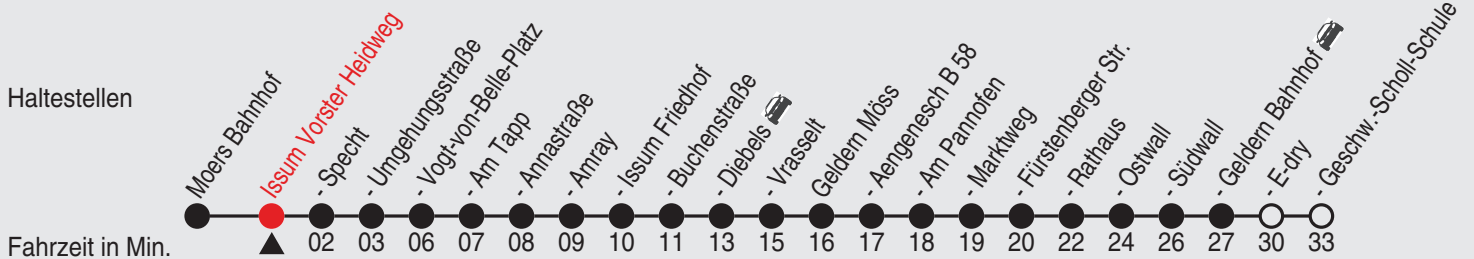 Haltestellen
Moers Bahnhof
Issum Vorster Heidweg
- Specht
- Umgehungsstraße
- Vogt-von-Belle-Platz
- Am Tapp
- Annastraße
- Amray
- Issum Friedhof
- Buchenstraße
- Diebels
- Vrasselt
Geldern Möss
- Aengenesch B 58
- Am Pannofen
- Marktweg
- Fürstenberger Str.
- Rathaus
- Ostwall
- Südwall
- Geldern Bahnhof
- E-dry
- Geschw.-Scholl-Schule
Fahrzeit in Min. 02 03 06 07 08 09 10 11 13 15 16 17 18 19 20 22 24 26 27 30 33